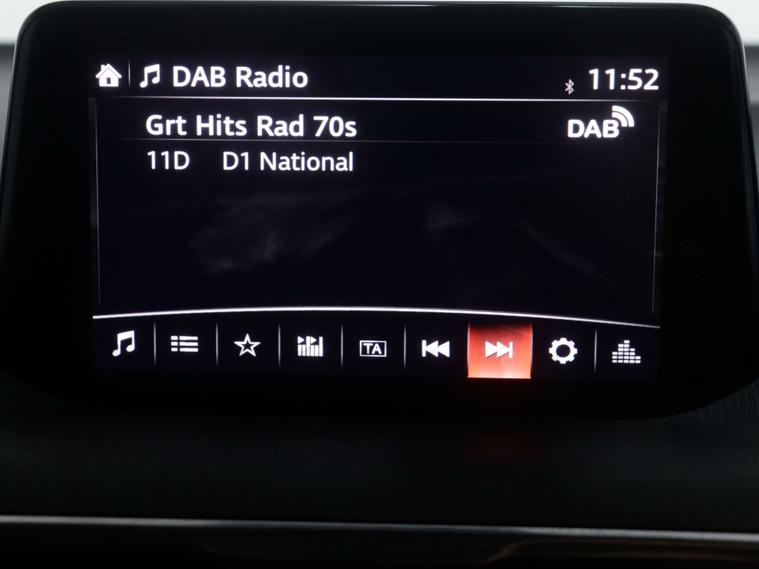 DAB Radio 11:52
Grt Hits Rad 70s DAB
11D D1 National
TA